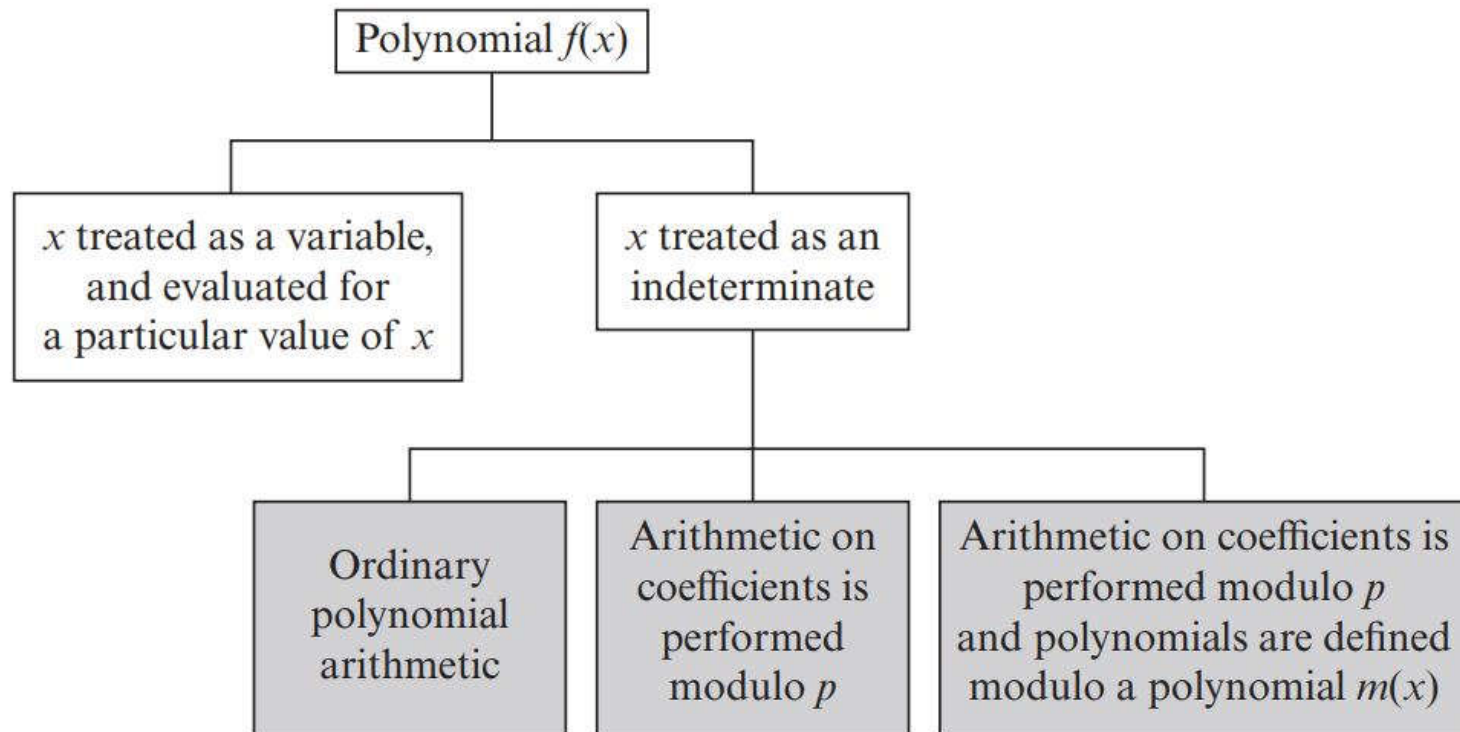 Polynomial f(x)
x treated as a variable,
and evaluated for
a particular value of x
x treated as an
indeterminate
Ordinary
polynomial
arithmetic
Arithmetic on
coefficients is
performed
modulo p
Arithmetic on coefficients is
performed modulo p
and polynomials are defined
modulo a polynomial m(x)